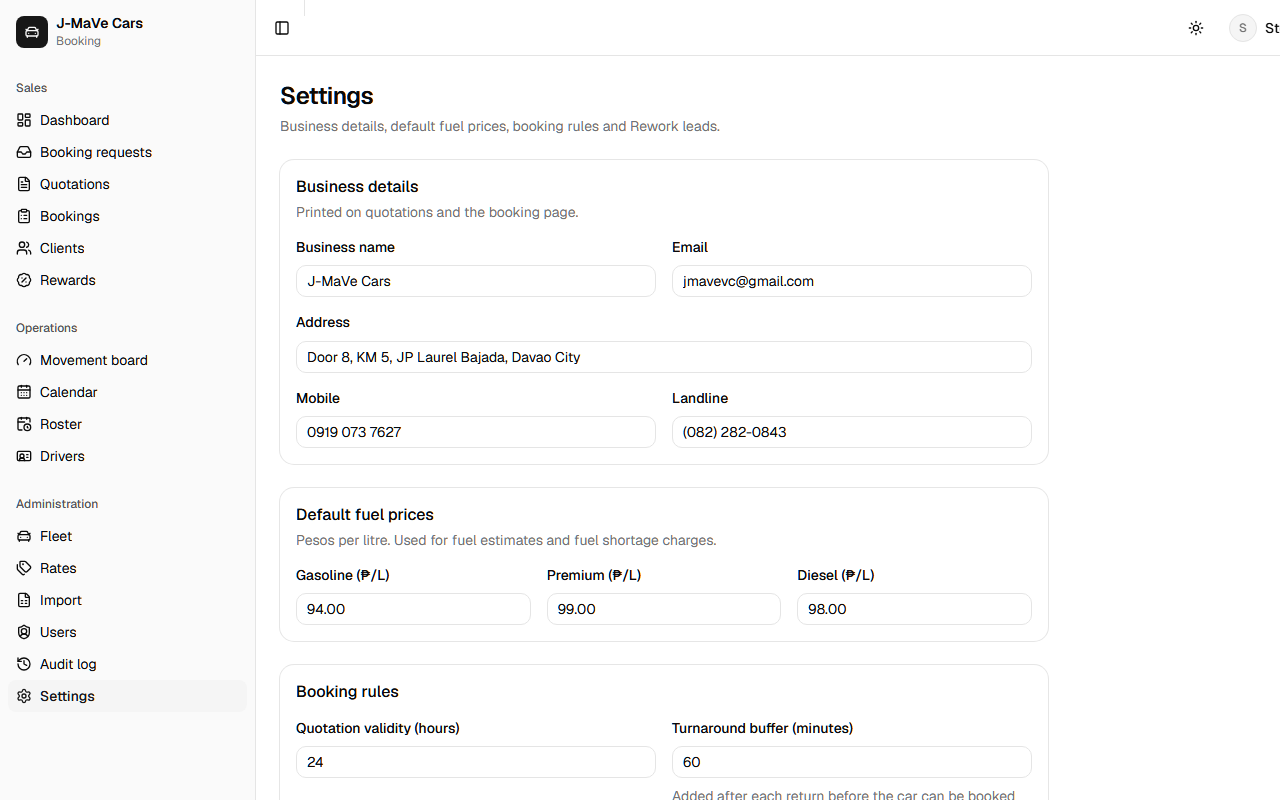 J-MaVe Cars
Booking
Sales
Dashboard
Booking requests
Quotations
Bookings
Clients
Rewards
Operations
Movement board
Calendar
Roster
Drivers
Administration
Fleet
Rates
Import
Users
Audit log
Settings
S St
Settings
Business details, default fuel prices, booking rules and Rework leads.
Business details
Printed on quotations and the booking page.
Business name Email
J-MaVe Cars jmavevc@gmail.com
Address
Door 8, KM 5, JP Laurel Bajada, Davao City
Mobile Landline
0919 073 7627 (082) 282-0843
Default fuel prices
Pesos per litre. Used for fuel estimates and fuel shortage charges.
Gasoline (₱/L) Premium (₱/L) Diesel (₱/L)
94.00 99.00 98.00
Booking rules
Quotation validity (hours) Turnaround buffer (minutes)
24 60
Added after each return before the car can be booked